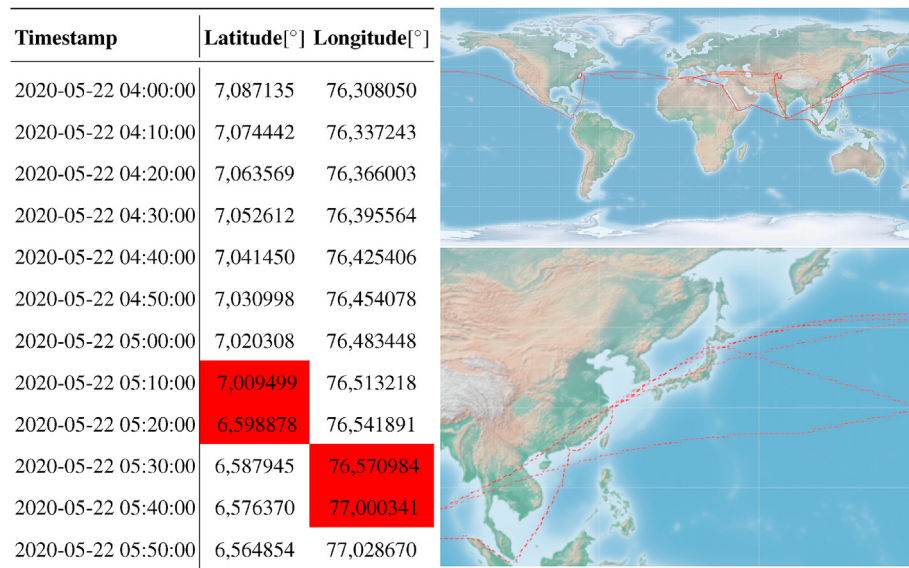 Timestamp Latitude[°] Longitude[°]
2020-05-22 04:00:00 7,087135 76,308050
2020-05-22 04:10:00 7,074442 76,337243
2020-05-22 04:20:00 7,063569 76,366003
2020-05-22 04:30:00 7,052612 76,395564
2020-05-22 04:40:00 7,041450 76,425406
2020-05-22 04:50:00 7,030998 76,454078
2020-05-22 05:00:00 7,020308 76,483448
2020-05-22 05:10:00 7,009499 76,513218
2020-05-22 05:20:00 6,598878 76,541891
2020-05-22 05:30:00 6,587945 76,570984
2020-05-22 05:40:00 6,576370 77,000341
2020-05-22 05:50:00 6,564854 77,028670